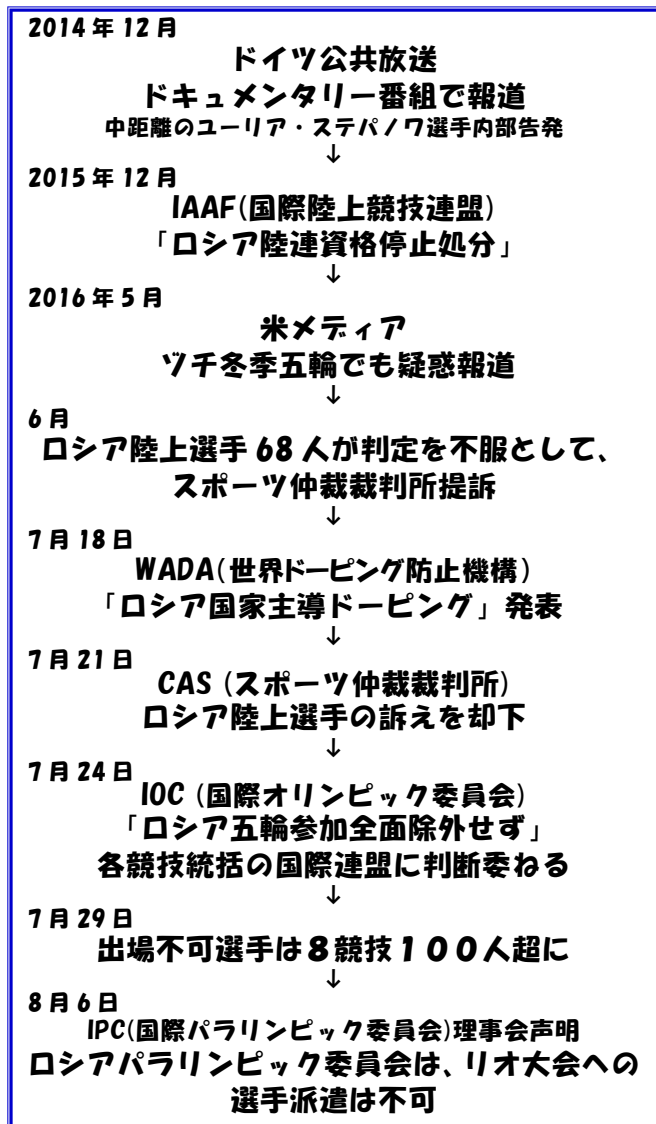 2014年12月
ドイツ公共放送
ドキュメンタリー番組で報道
中距離のユーリア・ステパノワ選手内部告発
↓
2015年12月
IAAF(国際陸上競技連盟)
「ロシア陸連資格停止処分」
↓
2016年5月
米メディア
ソチ冬季五輪でも疑惑報道
↓
6月
ロシア陸上選手68人が判定を不服として、
スポーツ仲裁裁判所提訴
↓
7月18日
WADA(世界ドーピング防止機構)
「ロシア国家主導ドーピング」発表
↓
7月21日
CAS (スポーツ仲裁裁判所)
ロシア陸上選手の訴えを却下
↓
7月24日
IOC (国際オリンピック委員会)
「ロシア五輪参加全面除外せず」
各競技統括の国際連盟に判断委ねる
↓
7月29日
出場不可選手は8競技100人超に
↓
8月6日
IPC(国際パラリンピック委員会)理事会声明
ロシアパラリンピック委員会は、リオ大会への
選手派遣は不可